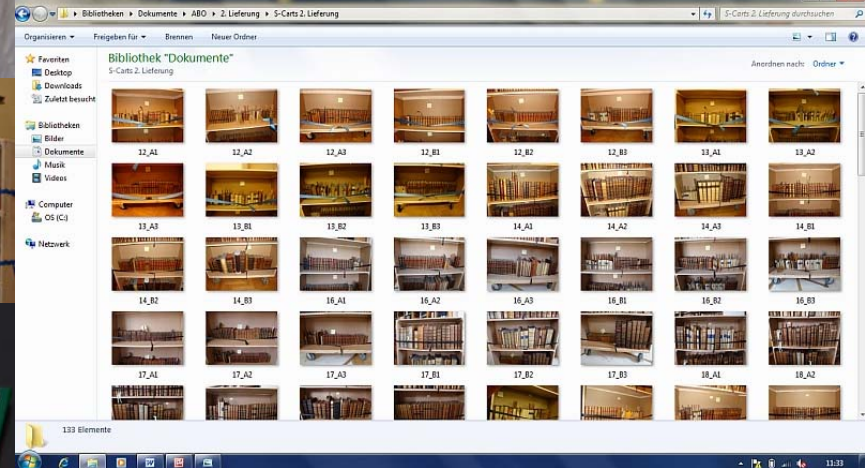 Bibliotheken ▸ Dokumente ▸ ABO ▸ 2. Lieferung ▸ S-Carts 2. Lieferung
S-Carts 2. Lieferung durchsuchen
Organisieren Freigeben für Brennen Neuer Ordner
Favoriten
Desktop
Downloads
Zuletzt besucht
Bibliotheken
Bilder
Dokumente
Musik
Videos
Computer
OS (C:)
Netzwerk
Bibliothek "Dokumente"
S-Carts 2. Lieferung
Anordnen nach: Ordner
12_A1 12_A2 12_A3 12_B1 12_B2 12_B3 13_A1 13_A2
13_A3 13_B1 13_B2 13_B3 14_A1 14_A2 14_A3 14_B1
14_B2 14_B3 16_A1 16_A2 16_A3 16_B1 16_B2 16_B3
17_A1 17_A2 17_A3 17_B1 17_B2 17_B3 18_A1 18_A2
133 Elemente
11:33